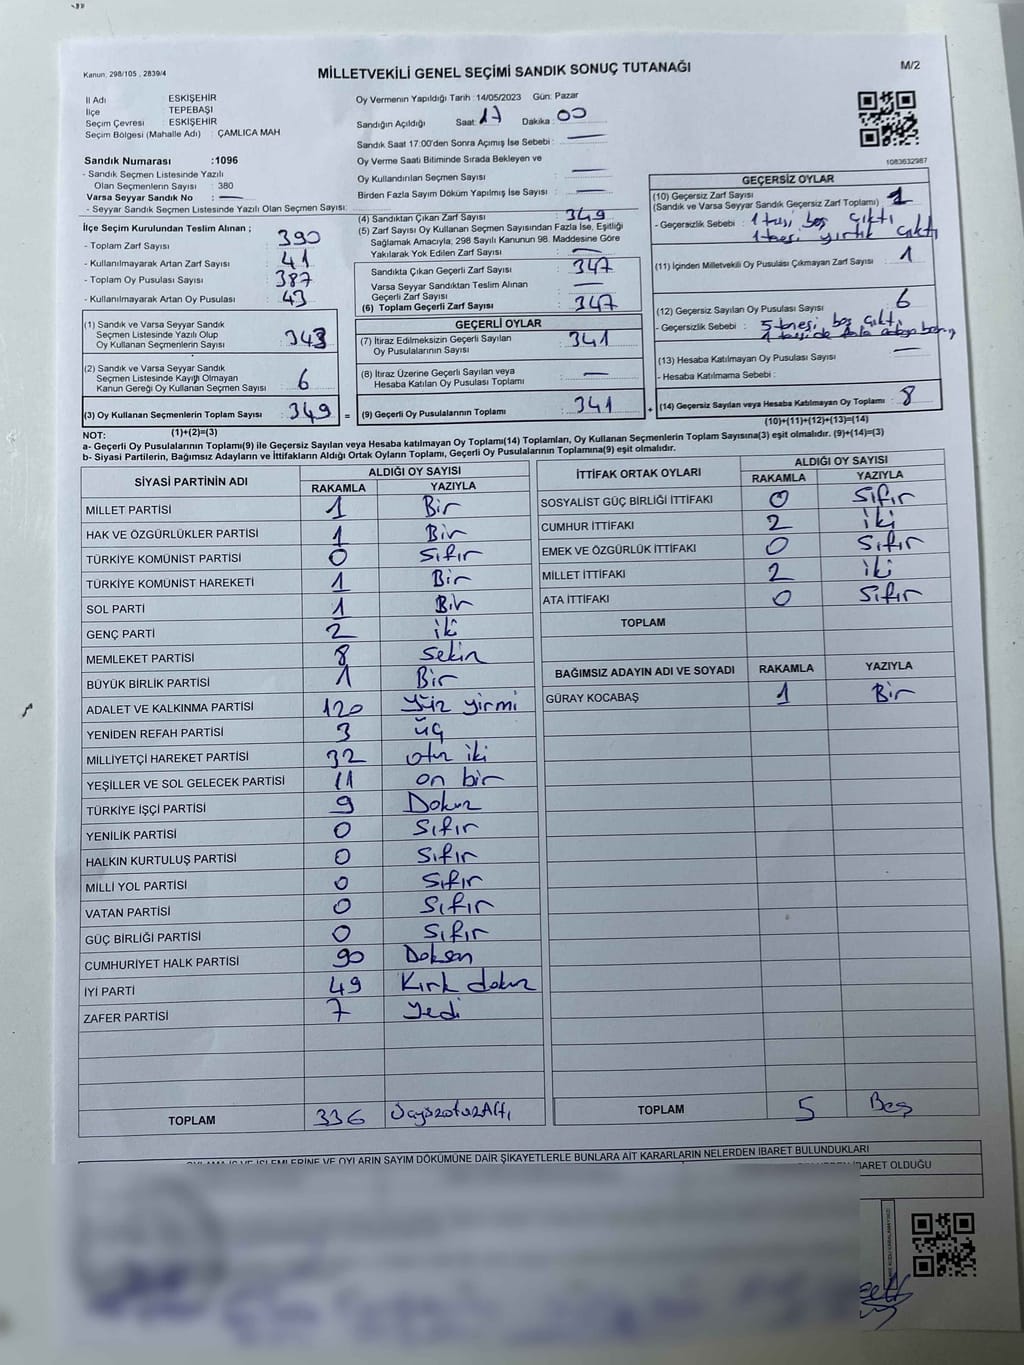 Kanun, 298/105 , 2839/4
MİLLETVEKİLİ GENEL SEÇİMİ SANDIK SONUÇ TUTANAĞI
M/2
İl Adı ESKİŞEHİR
İlçe TEPEBAŞI
Seçim Çevresi : ESKİŞEHİR
Seçim Bölgesi (Mahalle Adı) : ÇAMLICA MAH
Sandık Numarası :1096
- Sandık Seçmen Listesinde Yazılı
Olan Seçmenlerin Sayısı : 380
Varsa Seyyar Sandık No : —
- Seyyar Sandık Seçmen Listesinde Yazılı Olan Seçmen Sayısı:
Oy Vermenin Yapıldığı Tarih : 14/05/2023 Gün: Pazar
Sandığın Açıldığı Saat: 17 Dakika: 00
Sandık Saat 17:00'den Sonra Açımış İse Sebebi : —
Oy Verme Saati Bitiminde Sırada Bekleyen ve
Oy Kullandırılan Seçmen Sayısı : —
Birden Fazla Sayım Döküm Yapılmış İse Sayısı : —
1083632987
İlçe Seçim Kurulundan Teslim Alınan ;
- Toplam Zarf Sayısı : 390
- Kullanılmayarak Artan Zarf Sayısı : 41
- Toplam Oy Pusulası Sayısı : 387
- Kullanılmayarak Artan Oy Pusulası : 43
(1) Sandık ve Varsa Seyyar Sandık
Seçmen Listesinde Yazılı Olup
Oy Kullanan Seçmenlerin Sayısı : 343
(2) Sandık ve Varsa Seyyar Sandık
Seçmen Listesinde Kayıtlı Olmayan
Kanun Gereği Oy Kullanan Seçmen Sayısı : 6
(3) Oy Kullanan Seçmenlerin Toplam Sayısı : 349 =
(1)+(2)=(3)
(4) Sandıktan Çıkan Zarf Sayısı : 349
(5) Zarf Sayısı Oy Kullanan Seçmen Sayısından Fazla İse, Eşitliği
Sağlamak Amacıyla, 298 Sayılı Kanunun 98. Maddesine Göre
Yakılarak Yok Edilen Zarf Sayısı : —
Sandıkta Çıkan Geçerli Zarf Sayısı : 347
Varsa Seyyar Sandıktan Teslim Alınan
Geçerli Zarf Sayısı : —
(6) Toplam Geçerli Zarf Sayısı : 347
GEÇERLİ OYLAR
(7) İtiraz Edilmeksizin Geçerli Sayılan
Oy Pusulalarının Sayısı : 341
(8) İtiraz Üzerine Geçerli Sayılan veya
Hesaba Katılan Oy Pusulası Toplamı : —
(9) Geçerli Oy Pusulalarının Toplamı : 341 +
GEÇERSİZ OYLAR
(10) Geçersiz Zarf Sayısı : 1
(Sandık ve Varsa Seyyar Sandık Geçersiz Zarf Toplamı)
- Geçersizlik Sebebi : 1 tanesi boş çıktı
1 tanesi yırtık çıktı
(11) İçinden Milletvekili Oy Pusulası Çıkmayan Zarf Sayısı : 1
(12) Geçersiz Sayılan Oy Pusulası Sayısı : 6
- Geçersizlik Sebebi : 5 tanesi boş çıktı
(13) Hesaba Katılmayan Oy Pusulası Sayısı : —
- Hesaba Katılmama Sebebi :
(14) Geçersiz Sayılan veya Hesaba Katılmayan Oy Toplamı : 8
(10)+(11)+(12)+(13)=(14)
NOT:
a- Geçerli Oy Pusulalarının Toplamı(9) ile Geçersiz Sayılan veya Hesaba katılmayan Oy Toplamı(14) Toplamları, Oy Kullanan Seçmenlerin Toplam Sayısına(3) eşit olmalıdır. (9)+(14)=(3)
b- Siyasi Partilerin, Bağımsız Adayların ve İttifakların Aldığı Ortak Oyların Toplamı, Geçerli Oy Pusulalarının Toplamına(9) eşit olmalıdır.
SİYASİ PARTİNİN ADI ALDIĞI OY SAYISI
RAKAMLA YAZIYLA
MİLLET PARTİSİ 1 Bir
HAK VE ÖZGÜRLÜKLER PARTİSİ 1 Bir
TÜRKİYE KOMÜNİST PARTİSİ 0 Sıfır
TÜRKİYE KOMÜNİST HAREKETİ 1 Bir
SOL PARTİ 1 Bir
GENÇ PARTİ 2 iki
MEMLEKET PARTİSİ 8 Sekiz
BÜYÜK BİRLİK PARTİSİ 1 Bir
ADALET VE KALKINMA PARTİSİ 120 Yüz yirmi
YENİDEN REFAH PARTİSİ 3 üç
MİLLİYETÇİ HAREKET PARTİSİ 32 otuz iki
YEŞİLLER VE SOL GELECEK PARTİSİ 11 on bir
TÜRKİYE İŞÇİ PARTİSİ 9 Dokuz
YENİLİK PARTİSİ 0 Sıfır
HALKIN KURTULUŞ PARTİSİ 0 Sıfır
MİLLİ YOL PARTİSİ 0 Sıfır
VATAN PARTİSİ 0 Sıfır
GÜÇ BİRLİĞİ PARTİSİ 0 Sıfır
CUMHURİYET HALK PARTİSİ 90 Doksan
İYİ PARTİ 49 Kırk dokuz
ZAFER PARTİSİ 7 Yedi
TOPLAM 336 ÜçyüzotuzAltı
İTTİFAK ORTAK OYLARI ALDIĞI OY SAYISI
RAKAMLA YAZIYLA
SOSYALİST GÜÇ BİRLİĞİ İTTİFAKI 0 Sıfır
CUMHUR İTTİFAKI 2 iki
EMEK VE ÖZGÜRLÜK İTTİFAKI 0 Sıfır
MİLLET İTTİFAKI 2 iki
ATA İTTİFAKI 0 Sıfır
TOPLAM
BAĞIMSIZ ADAYIN ADI VE SOYADI RAKAMLA YAZIYLA
GÜRAY KOCABAŞ 1 Bir
TOPLAM 5 Beş
OYLAMA İŞ VE İŞLEMLERİNE VE OYLARIN SAYIM DÖKÜMÜNE DAİR ŞİKAYETLERLE BUNLARA AİT KARARLARIN NELERDEN İBARET BULUNDUKLARI
İBARET OLDUĞU